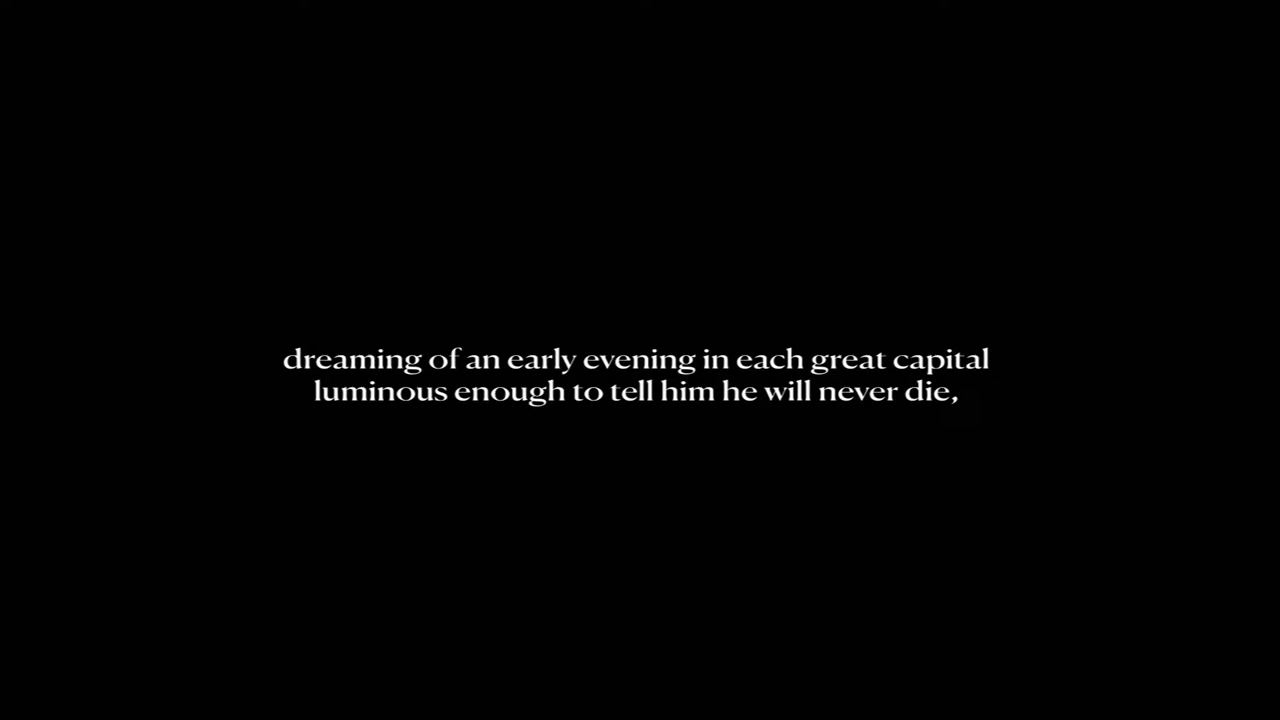 dreaming of an early evening in each great capital
luminous enough to tell him he will never die,